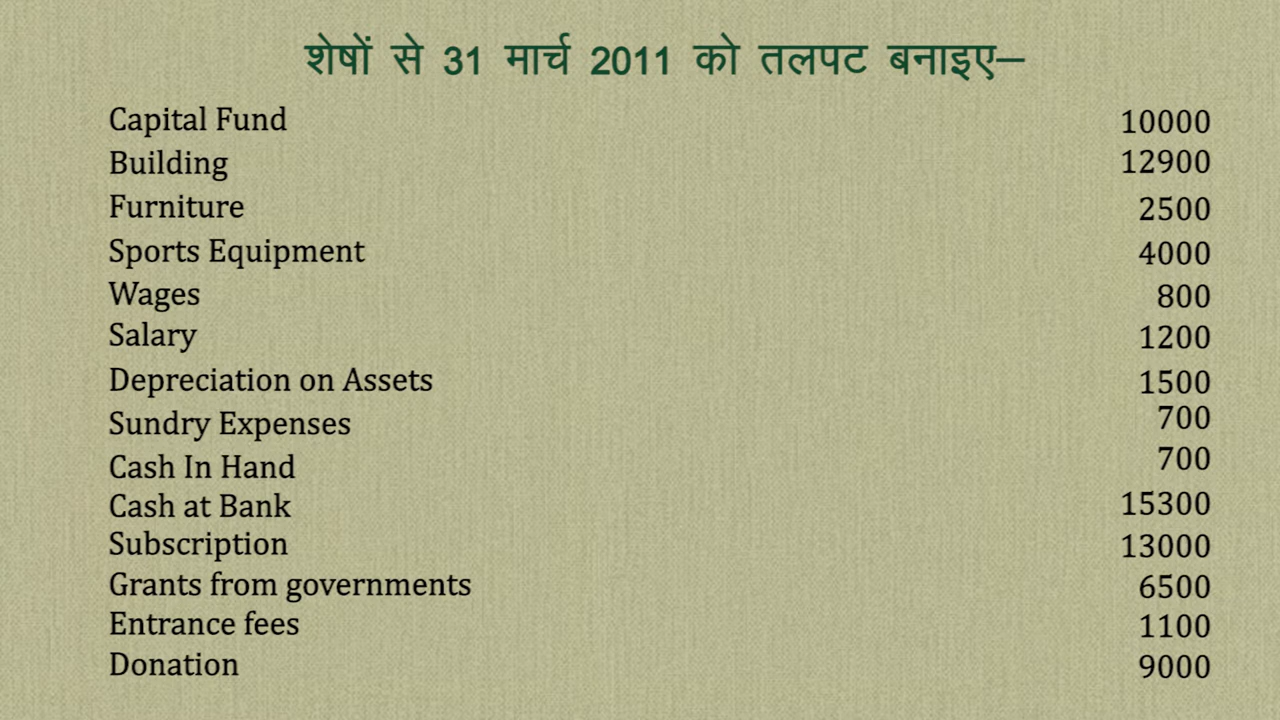 शेषों से 31 मार्च 2011 को तलपट बनाइए–
Capital Fund 10000
Building 12900
Furniture 2500
Sports Equipment 4000
Wages 800
Salary 1200
Depreciation on Assets 1500
Sundry Expenses 700
Cash In Hand 700
Cash at Bank 15300
Subscription 13000
Grants from governments 6500
Entrance fees 1100
Donation 9000